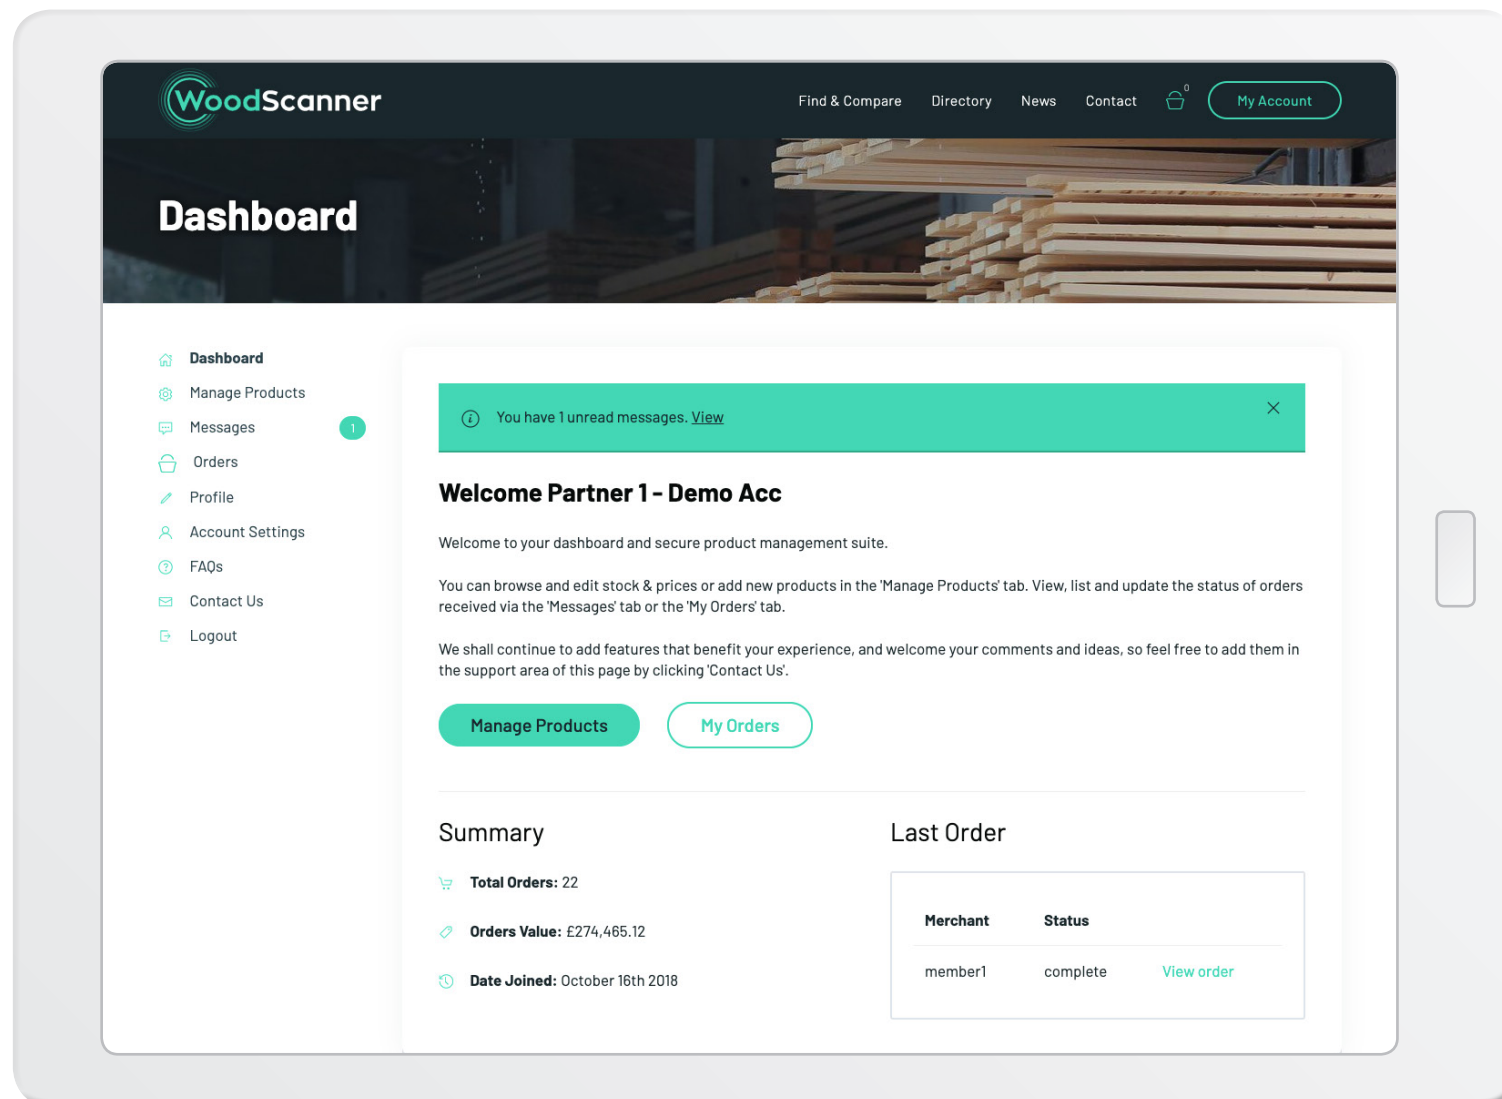 WoodScanner
Find & Compare
Directory
News
Contact
0
My Account
Dashboard
Dashboard
Manage Products
Messages
1
Orders
Profile
Account Settings
FAQs
Contact Us
Logout
You have 1 unread messages. View
Welcome Partner 1 - Demo Acc
Welcome to your dashboard and secure product management suite.
You can browse and edit stock & prices or add new products in the 'Manage Products' tab. View, list and update the status of orders
received via the 'Messages' tab or the 'My Orders' tab.
We shall continue to add features that benefit your experience, and welcome your comments and ideas, so feel free to add them in
the support area of this page by clicking 'Contact Us'.
Manage Products
My Orders
Summary
Total Orders: 22
Orders Value: £274,465.12
Date Joined: October 16th 2018
Last Order
Merchant Status
member1 complete View order